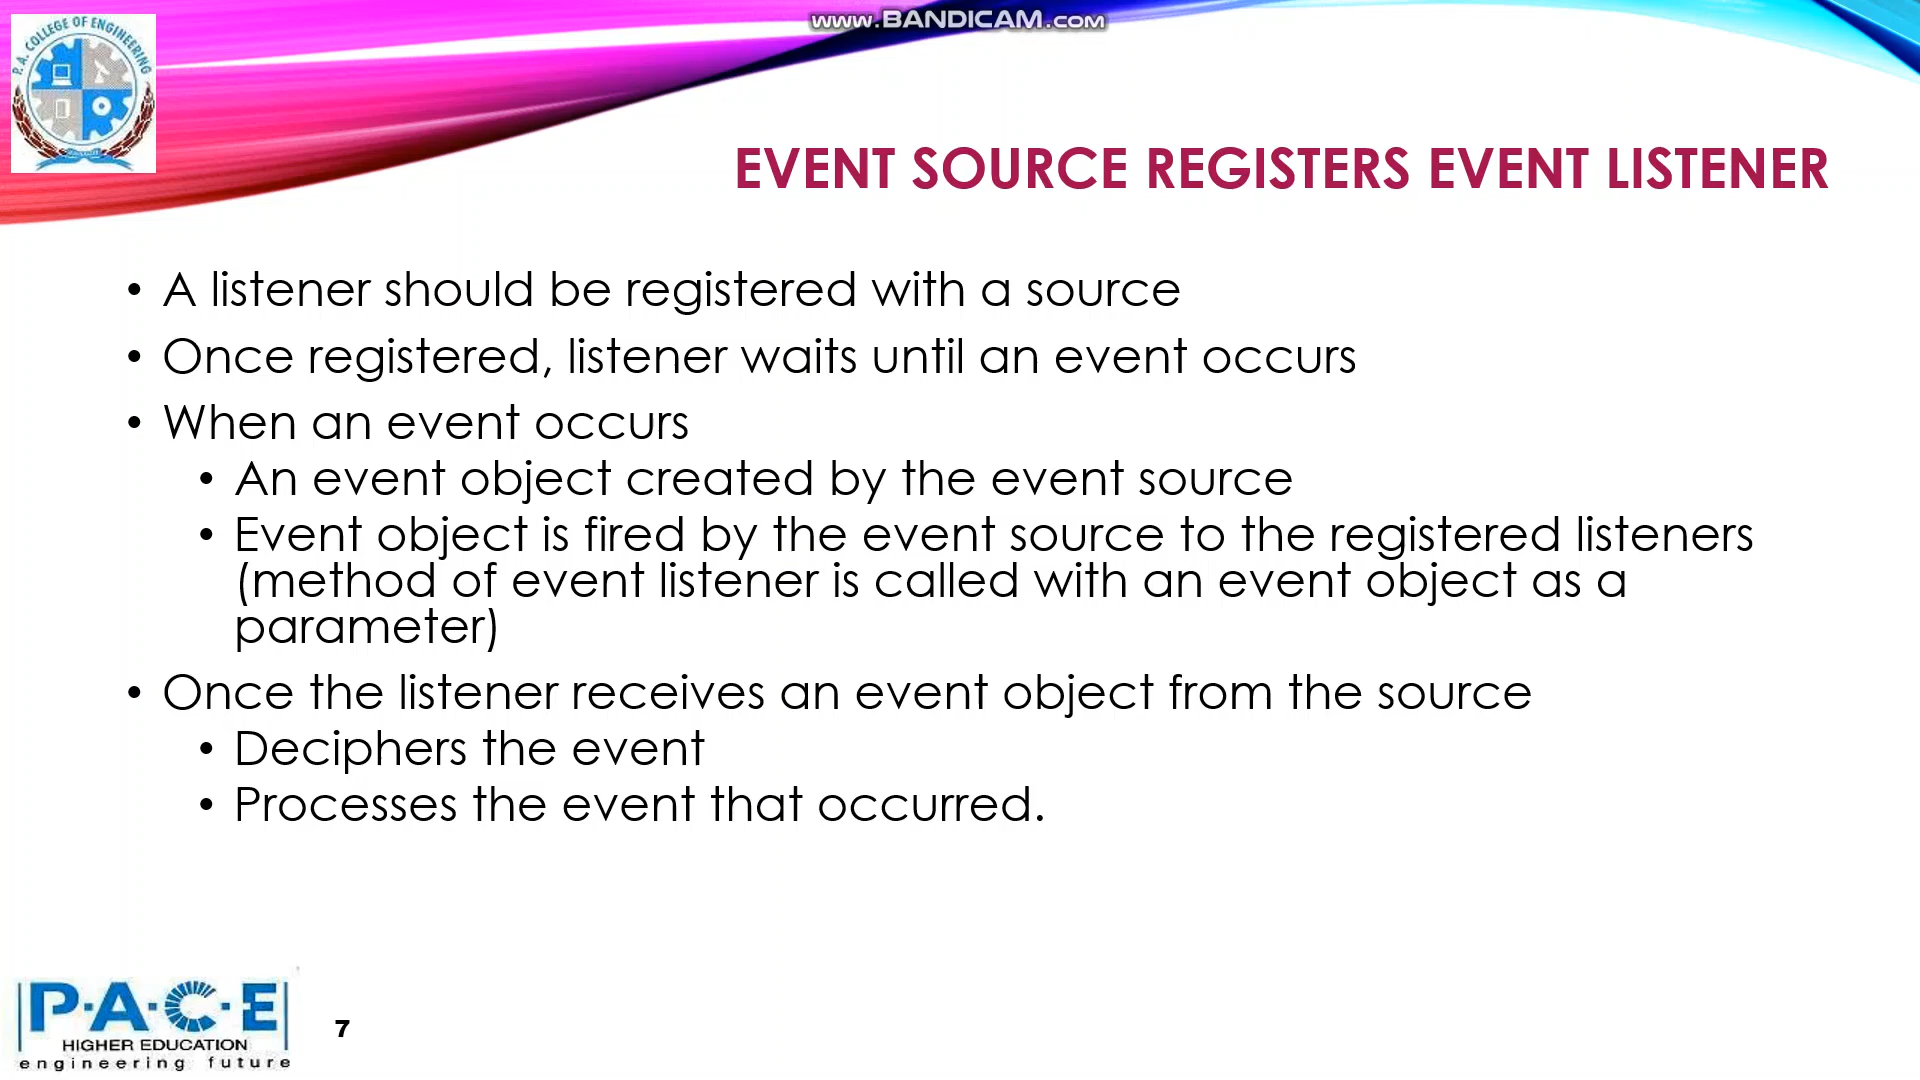 www.BANDICAM.com
P.A. COLLEGE OF ENGINEERING
EVENT SOURCE REGISTERS EVENT LISTENER
• A listener should be registered with a source
• Once registered, listener waits until an event occurs
• When an event occurs
• An event object created by the event source
• Event object is fired by the event source to the registered listeners
(method of event listener is called with an event object as a
parameter)
• Once the listener receives an event object from the source
• Deciphers the event
• Processes the event that occurred.
P·A·C·E
HIGHER EDUCATION
engineering future
7